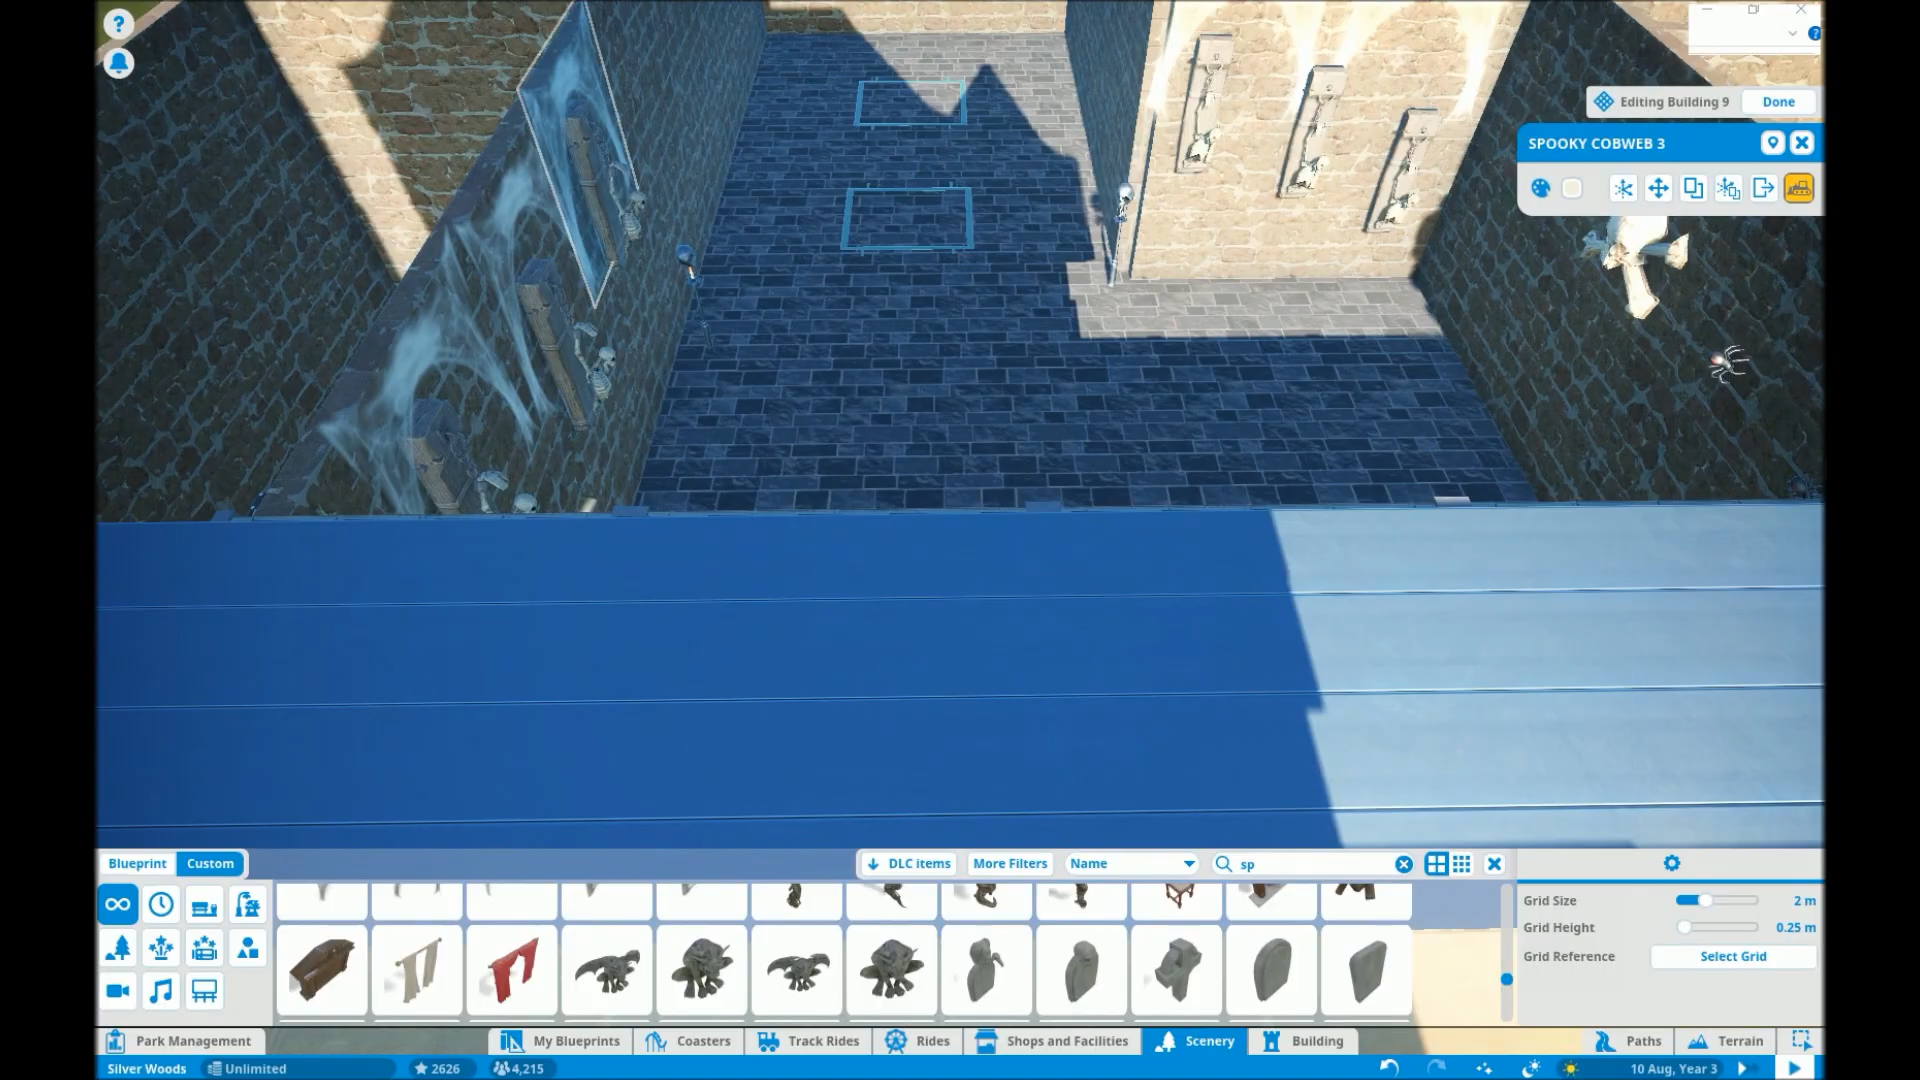 ?
?
Editing Building 9 Done
SPOOKY COBWEB 3
Blueprint Custom DLC items More Filters Name sp
Grid Size 2 m
Grid Height 0.25 m
Grid Reference Select Grid
Park Management My Blueprints Coasters Track Rides Rides Shops and Facilities Scenery Building Paths Terrain
Silver Woods Unlimited 2626 4,215 10 Aug, Year 3